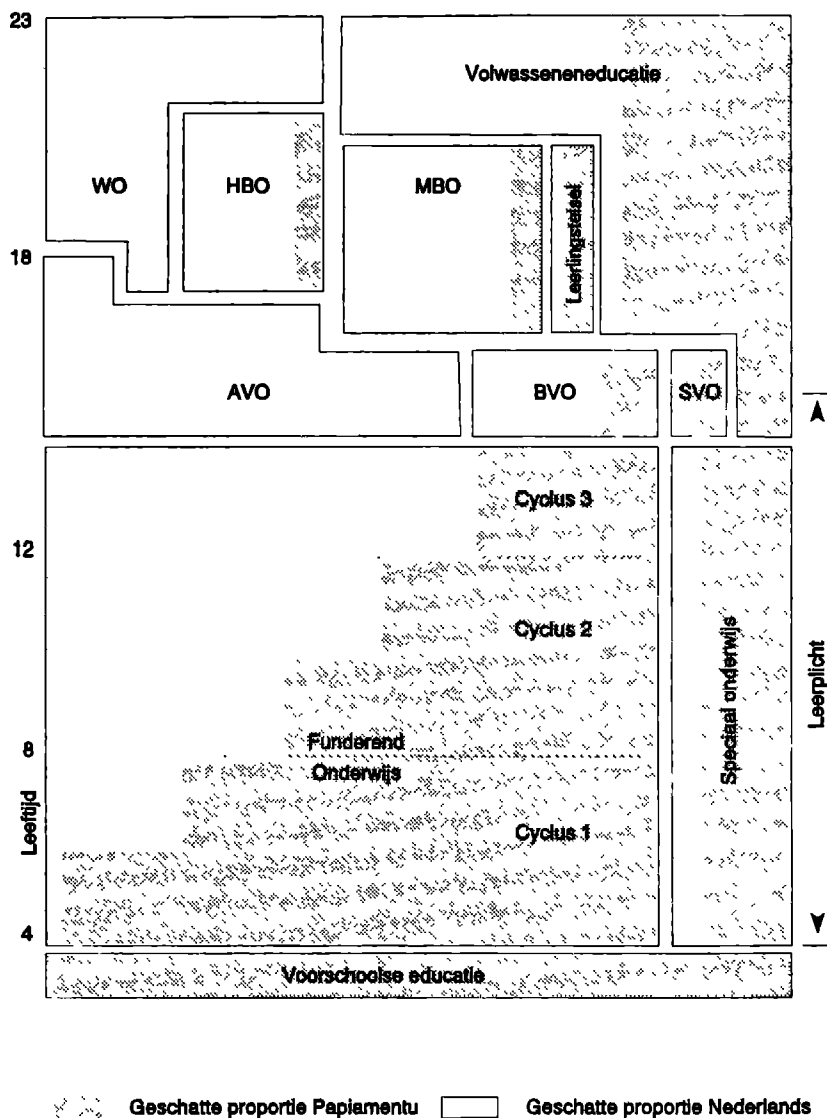 23
Volwasseneneducatie
WO
HBO
MBO
Leerlingstelsel
18
AVO
BVO
SVO
Cyclus 3
12
Cyclus 2
Speciaal onderwijs
Leerplicht
8
Funderend
Onderwijs
Leeftijd
Cyclus 1
4
Voorschoolse educatie
Geschatte proportie Papiamentu
Geschatte proportie Nederlands